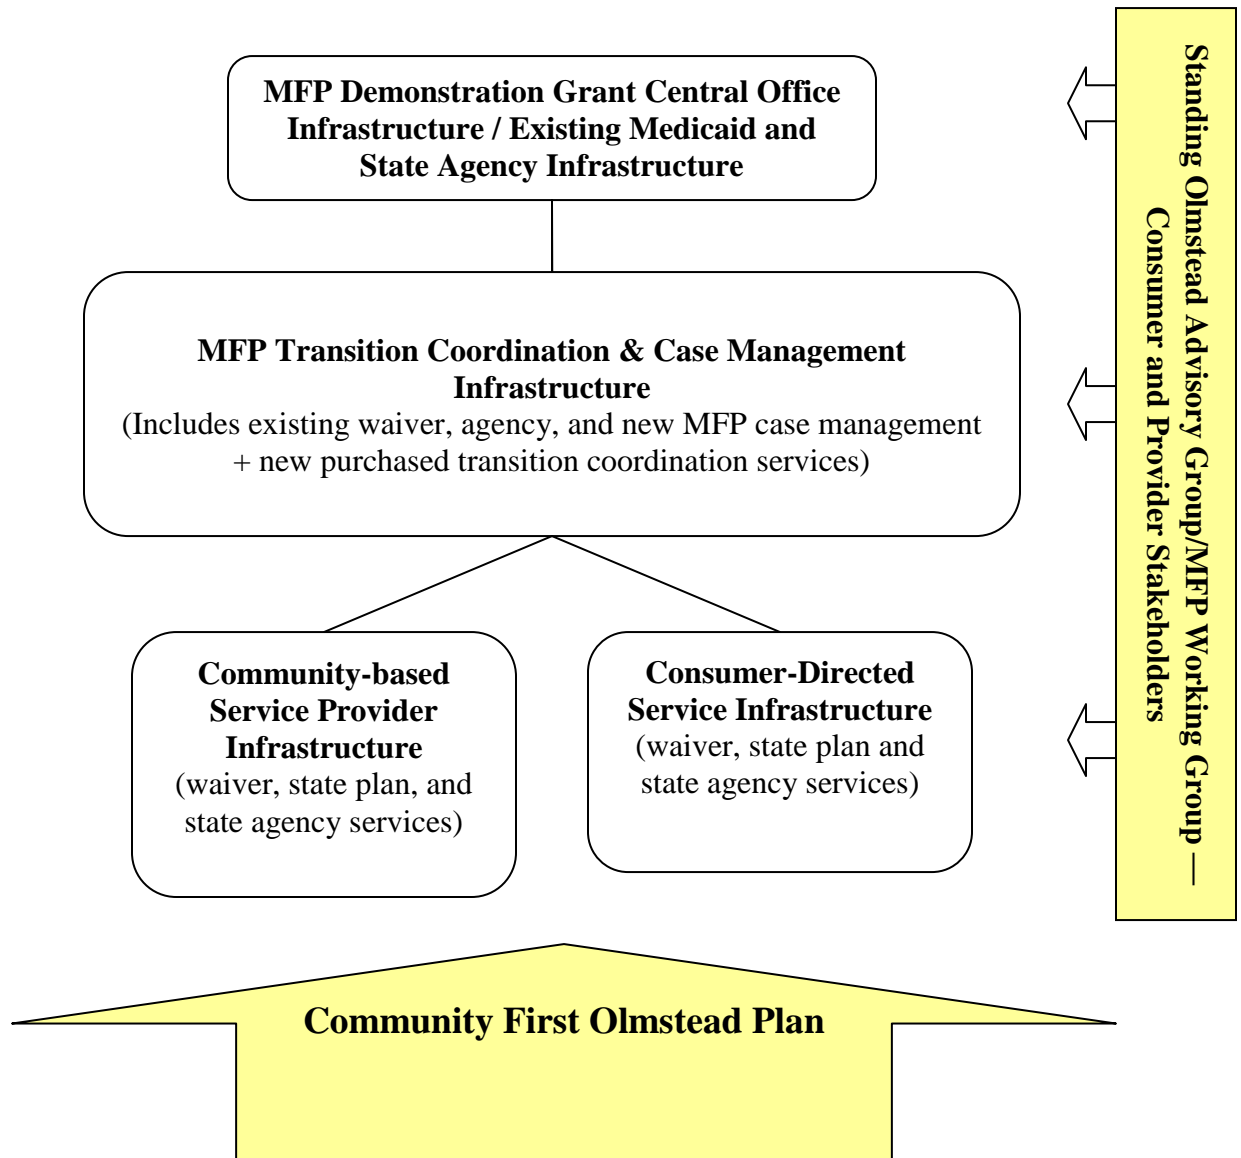 MFP Demonstration Grant Central Office
Infrastructure / Existing Medicaid and
State Agency Infrastructure
MFP Transition Coordination & Case Management
Infrastructure
(Includes existing waiver, agency, and new MFP case management
+ new purchased transition coordination services)
Community-based
Service Provider
Infrastructure
(waiver, state plan, and
state agency services)
Consumer-Directed
Service Infrastructure
(waiver, state plan and
state agency services)
Standing Olmstead Advisory Group/MFP Working Group —
Consumer and Provider Stakeholders
Community First Olmstead Plan